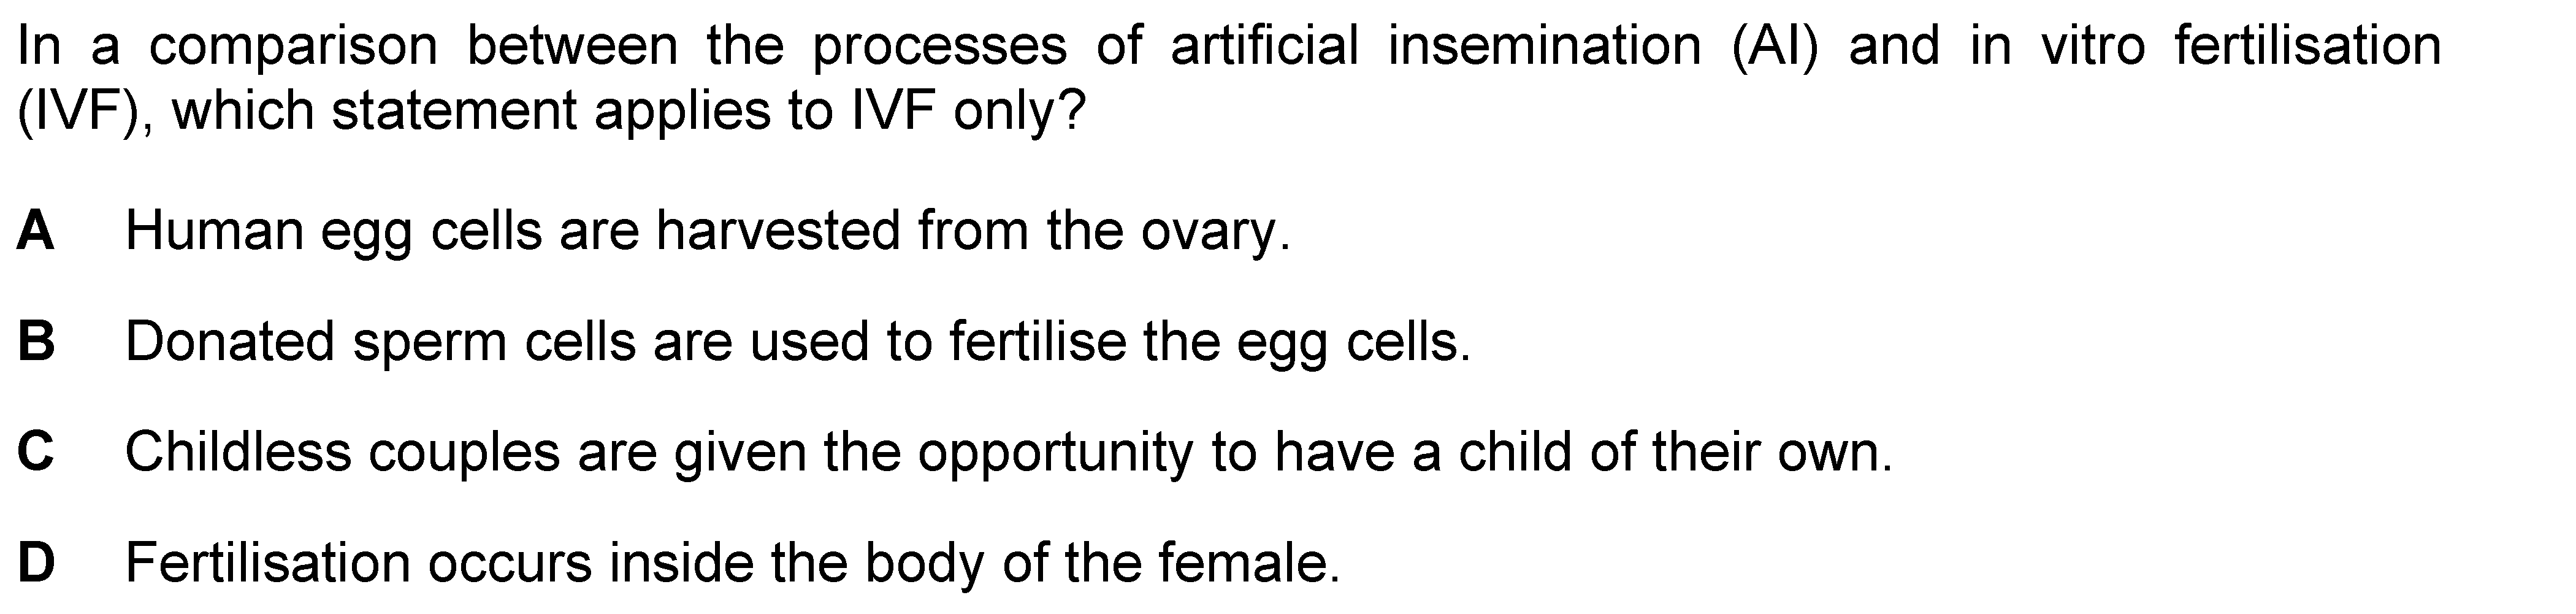 In a comparison between the processes of artificial insemination (AI) and in vitro fertilisation
(IVF), which statement applies to IVF only?
A Human egg cells are harvested from the ovary.
B Donated sperm cells are used to fertilise the egg cells.
C Childless couples are given the opportunity to have a child of their own.
D Fertilisation occurs inside the body of the female.